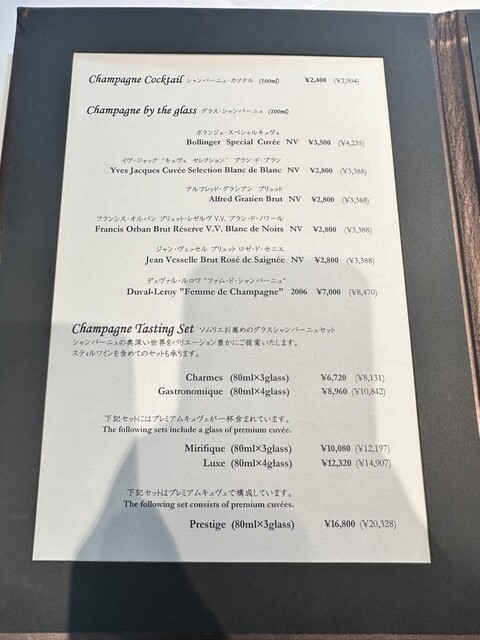 Champagne Cocktail シャンパーニュ・カクテル (100ml) ¥2,400 (¥2,904)
Champagne by the glass グラス・シャンパーニュ (100ml)
ボランジェ・スペシャルキュヴェ
Bollinger Special Cuvée NV ¥3,500 (¥4,235)
イヴ・ジャック "キュヴェ セレクション" ブラン・ド・ブラン
Yves Jacques Cuvée Selection Blanc de Blanc NV ¥2,800 (¥3,388)
アルフレッド・グラシアン ブリュット
Alfred Gratien Brut NV ¥2,800 (¥3,388)
フランシス・オルバン ブリュット・レゼルヴ V.V. ブラン・ド・ノワール
Francis Orban Brut Réserve V.V. Blanc de Noirs NV ¥2,800 (¥3,388)
ジャン・ヴェッセル ブリュット ロゼ・ド・セニエ
Jean Vesselle Brut Rosé de Saignée NV ¥2,800 (¥3,388)
デュヴァル・ルロワ "ファム・ド・シャンパーニュ"
Duval-Leroy "Femme de Champagne" 2006 ¥7,000 (¥8,470)
Champagne Tasting Set ソムリエお薦めのグラスシャンパーニュセット
シャンパーニュの奥深い世界をバリエーション豊かにご提案いたします。
スティルワインを含めてのセットも承ります。
Charmes (80ml×3glass) ¥6,720 (¥8,131)
Gastronomique (80ml×4glass) ¥8,960 (¥10,842)
下記セットにはプレミアムキュヴェが一杯含まれています。
The following sets include a glass of premium cuvée.
Mirifique (80ml×3glass) ¥10,080 (¥12,197)
Luxe (80ml×4glass) ¥12,320 (¥14,907)
下記セットはプレミアムキュヴェで構成しています。
The following set consists of premium cuvées.
Prestige (80ml×3glass) ¥16,800 (¥20,328)